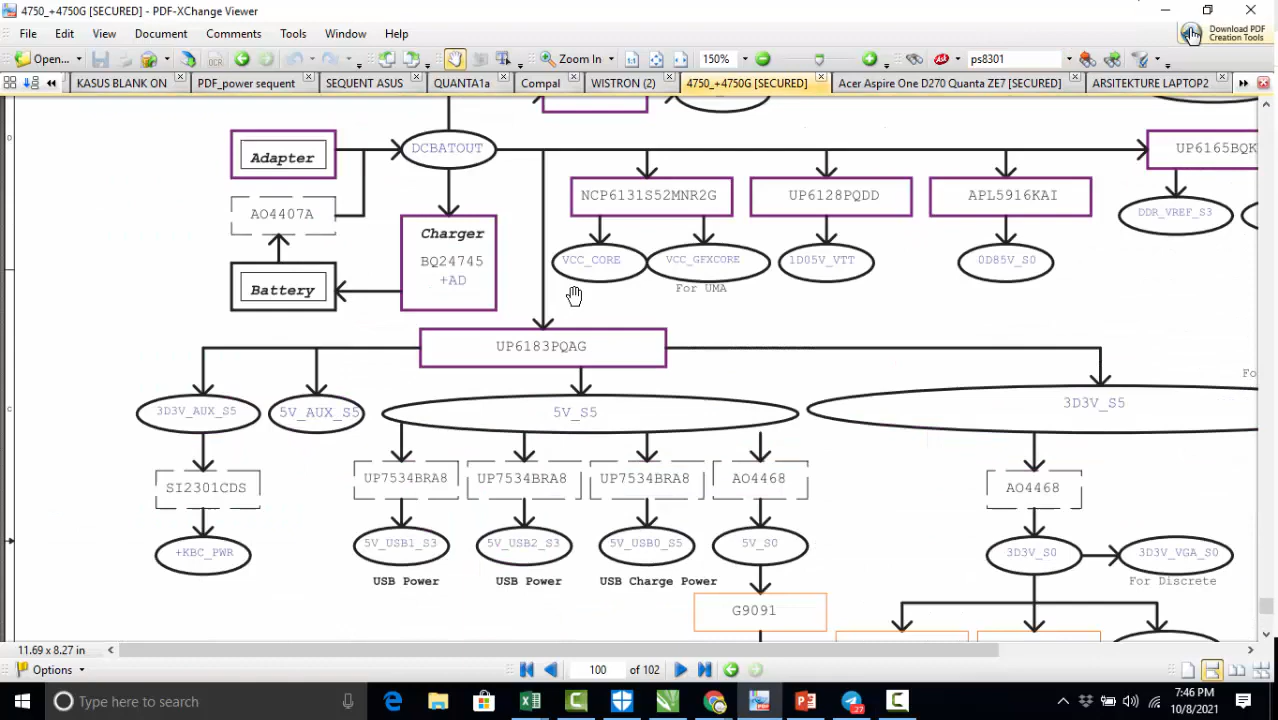 4750_+4750G [SECURED] - PDF-XChange Viewer
File Edit View Document Comments Tools Window Help
Download PDF
Creation Tools
Open... Zoom In 150% ps8301
KASUS BLANK ON PDF_power sequent SEQUENT ASUS QUANTA1a Compal WISTRON (2) 4750_+4750G [SECURED] Acer Aspire One D270 Quanta ZE7 [SECURED] ARSITEKTURE LAPTOP2
Adapter DCBATOUT UP6165BQK
NCP6131S52MNR2G UP6128PQDD APL5916KAI
AO4407A DDR_VREF_S3
Charger
BQ24745 VCC_CORE VCC_GFXCORE 1D05V_VTT 0D85V_S0
+AD
Battery For UMA
UP6183PQAG
Fo
3D3V_AUX_S5 5V_AUX_S5 5V_S5 3D3V_S5
SI2301CDS UP7534BRA8 UP7534BRA8 UP7534BRA8 AO4468 AO4468
+KBC_PWR 5V_USB1_S3 5V_USB2_S3 5V_USB0_S5 5V_S0 3D3V_S0 3D3V_VGA_S0
USB Power USB Power USB Charge Power For Discrete
G9091
11.69 x 8.27 in
Options 100 of 102
Type here to search
7:46 PM
10/8/2021
27